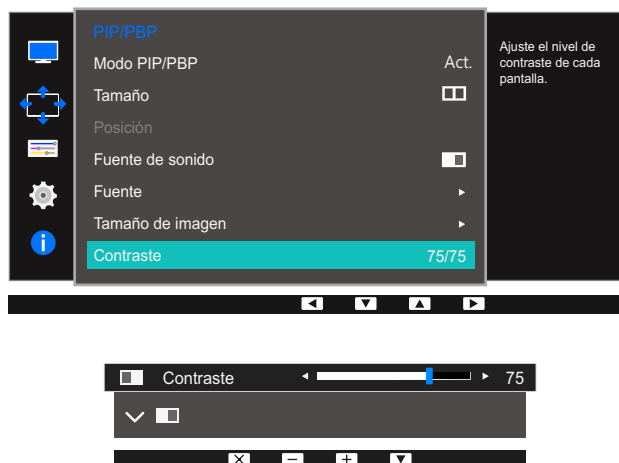 PIP/PBP
Modo PIP/PBP Act.
Tamaño
Posición
Fuente de sonido
Fuente
Tamaño de imagen
Contraste 75/75
Ajuste el nivel de
contraste de cada
pantalla.
Contraste 75